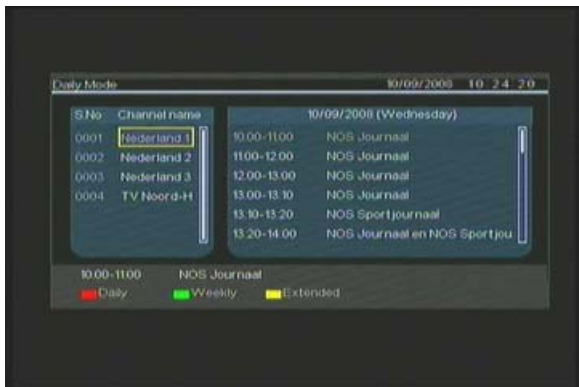 Daily Mode 10/09/2008 10 24 20
S.No Channel name
0001 Nederland 1
0002 Nederland 2
0003 Nederland 3
0004 TV Noord-H
10/09/2008 (Wednesday)
10:00-11:00 NOS Journaal
11:00-12:00 NOS Journaal
12:00-13:00 NOS Journaal
13:00-13:10 NOS Journaal
13:10-13:20 NOS Sportjournaal
13:20-14:00 NOS Journaal en NOS Sportjou
10:00-11:00 NOS Journaal
Daily Weekly Extended